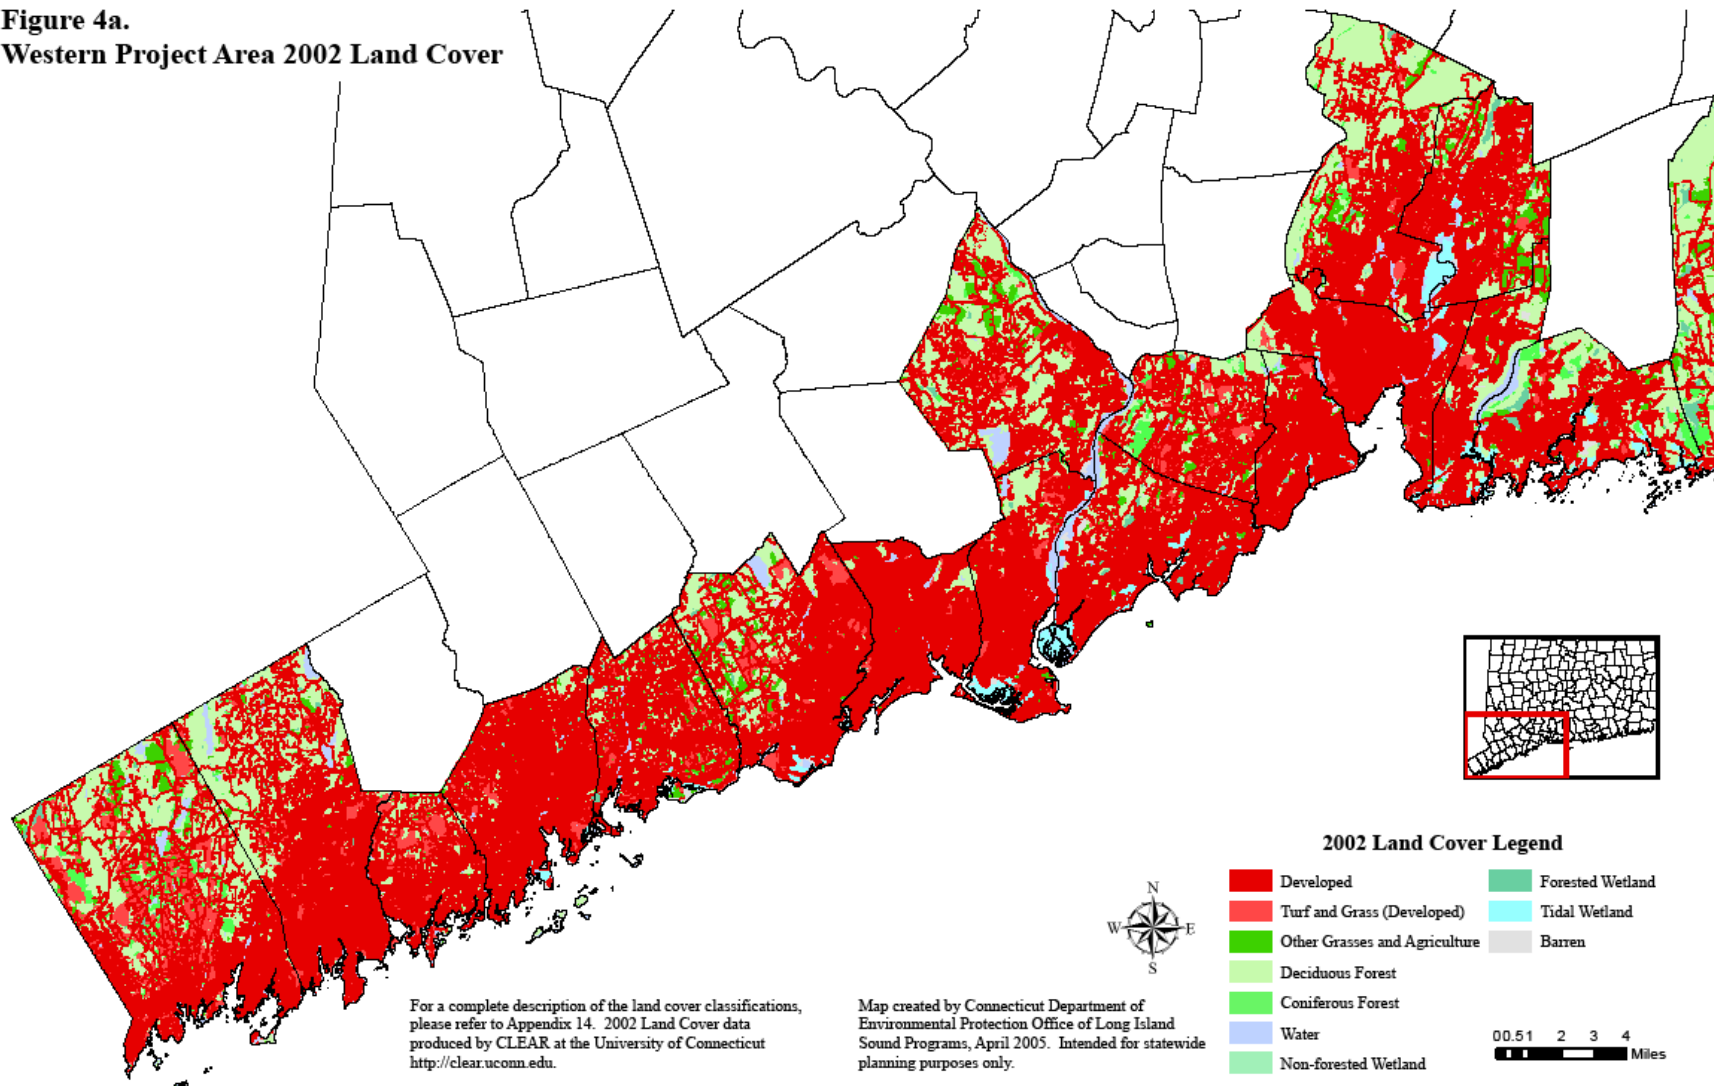 Figure 4a.
Western Project Area 2002 Land Cover
2002 Land Cover Legend
Developed
Turf and Grass (Developed)
Other Grasses and Agriculture
Deciduous Forest
Coniferous Forest
Water
Non-forested Wetland
Forested Wetland
Tidal Wetland
Barren
N
W
E
S
0 0.5 1 2 3 4
Miles
For a complete description of the land cover classifications,
please refer to Appendix 14. 2002 Land Cover data
produced by CLEAR at the University of Connecticut
http://clear.uconn.edu.
Map created by Connecticut Department of
Environmental Protection Office of Long Island
Sound Programs, April 2005. Intended for statewide
planning purposes only.